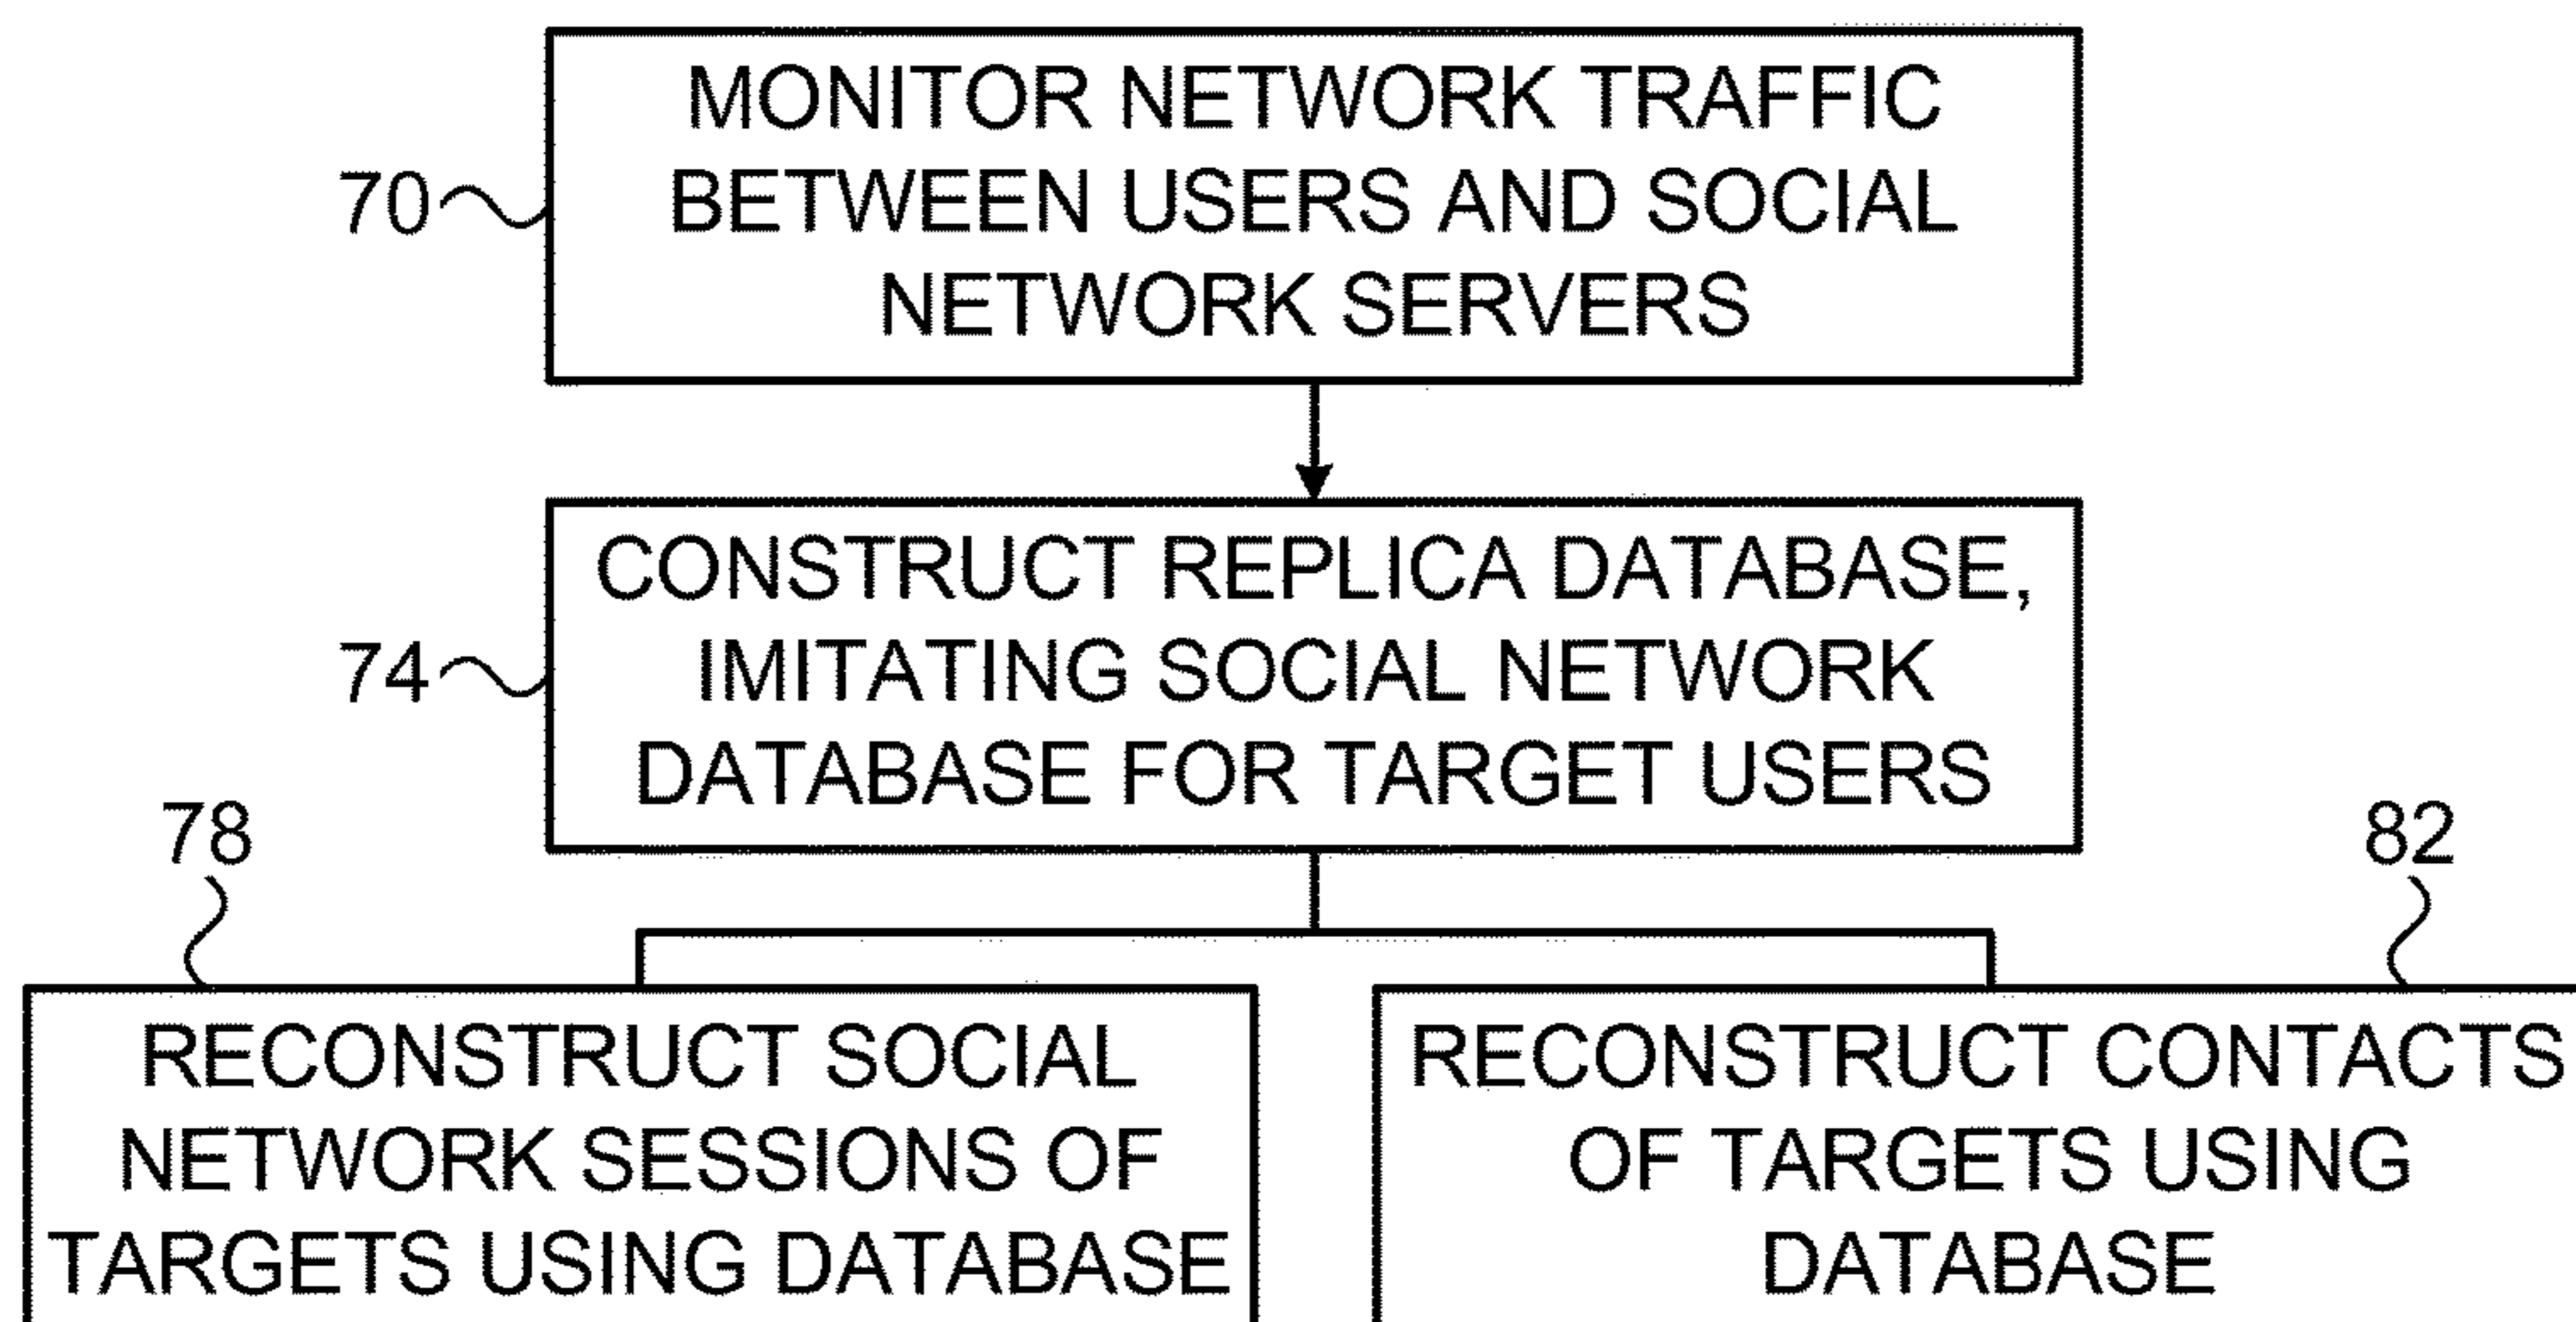 MONITOR NETWORK TRAFFIC
BETWEEN USERS AND SOCIAL
NETWORK SERVERS
70
CONSTRUCT REPLICA DATABASE,
IMITATING SOCIAL NETWORK
DATABASE FOR TARGET USERS
74
78
82
RECONSTRUCT SOCIAL
NETWORK SESSIONS OF
TARGETS USING DATABASE
RECONSTRUCT CONTACTS
OF TARGETS USING
DATABASE